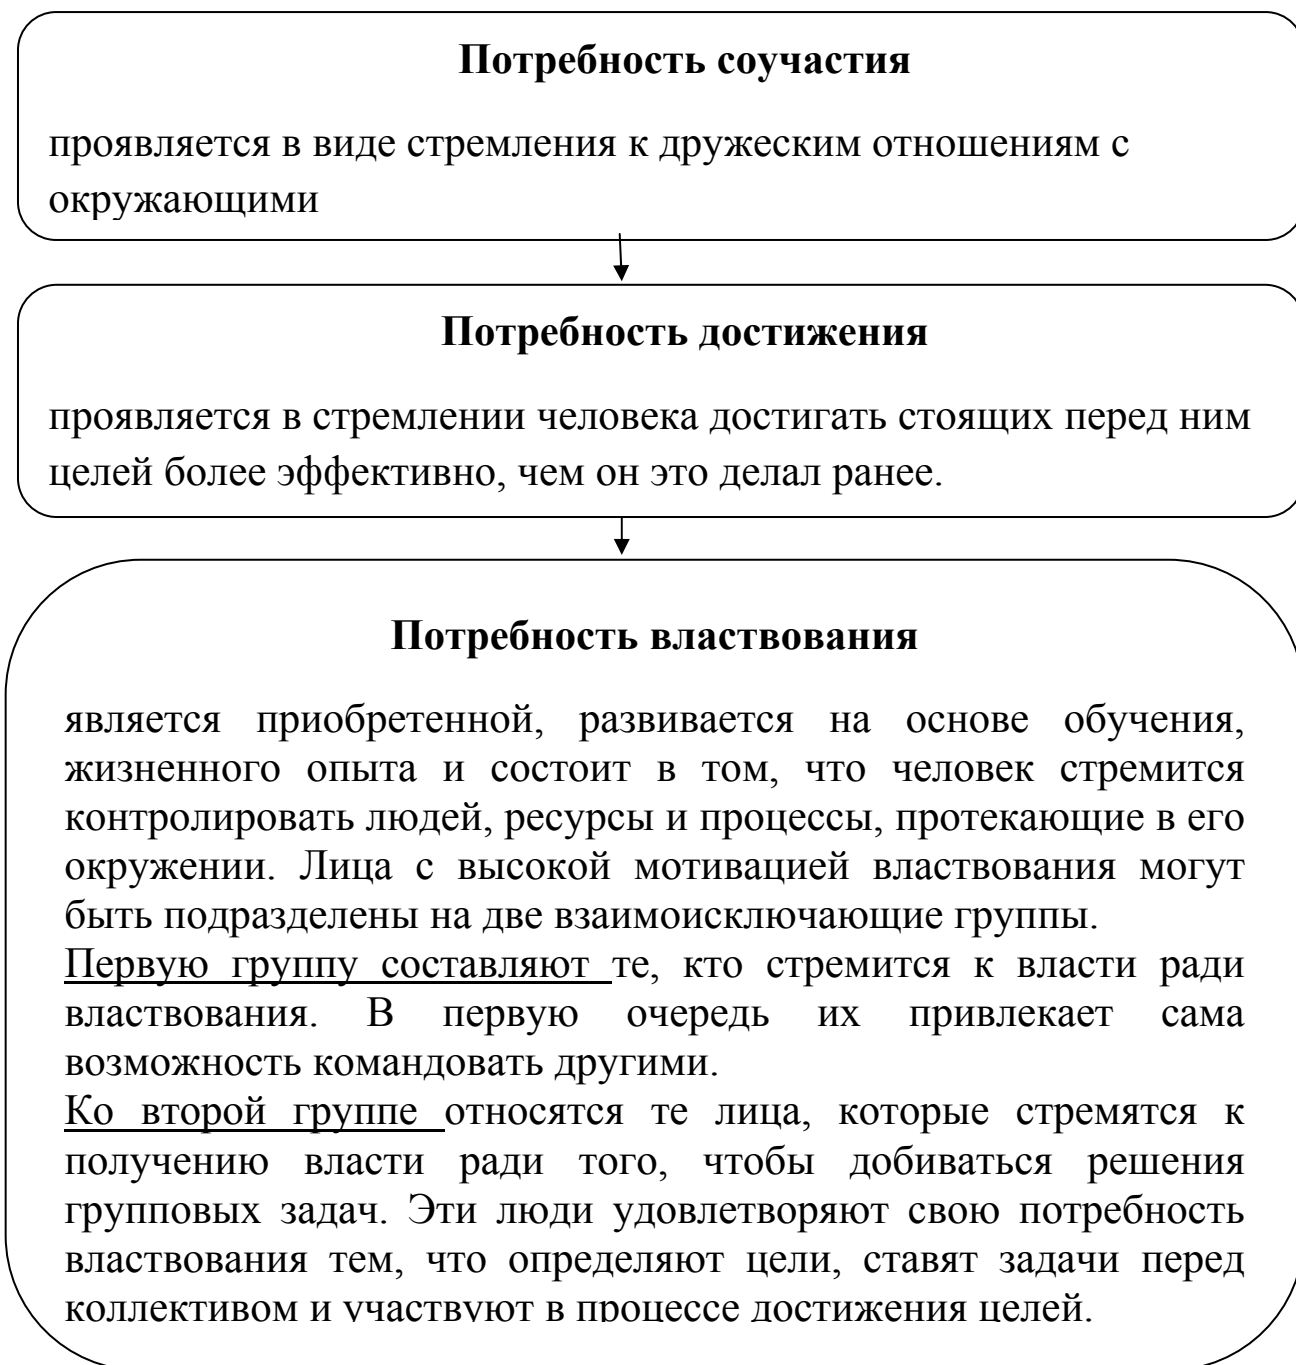 Потребность соучастия
проявляется в виде стремления к дружеским отношениям с
окружающими
Потребность достижения
проявляется в стремлении человека достигать стоящих перед ним
целей более эффективно, чем он это делал ранее.
Потребность властвования
является приобретенной, развивается на основе обучения,
жизненного опыта и состоит в том, что человек стремится
контролировать людей, ресурсы и процессы, протекающие в его
окружении. Лица с высокой мотивацией властвования могут
быть подразделены на две взаимоисключающие группы.
Первую группу составляют те, кто стремится к власти ради
властвования. В первую очередь их привлекает сама
возможность командовать другими.
Ко второй группе относятся те лица, которые стремятся к
получению власти ради того, чтобы добиваться решения
групповых задач. Эти люди удовлетворяют свою потребность
властвования тем, что определяют цели, ставят задачи перед
коллективом и участвуют в процессе достижения целей.